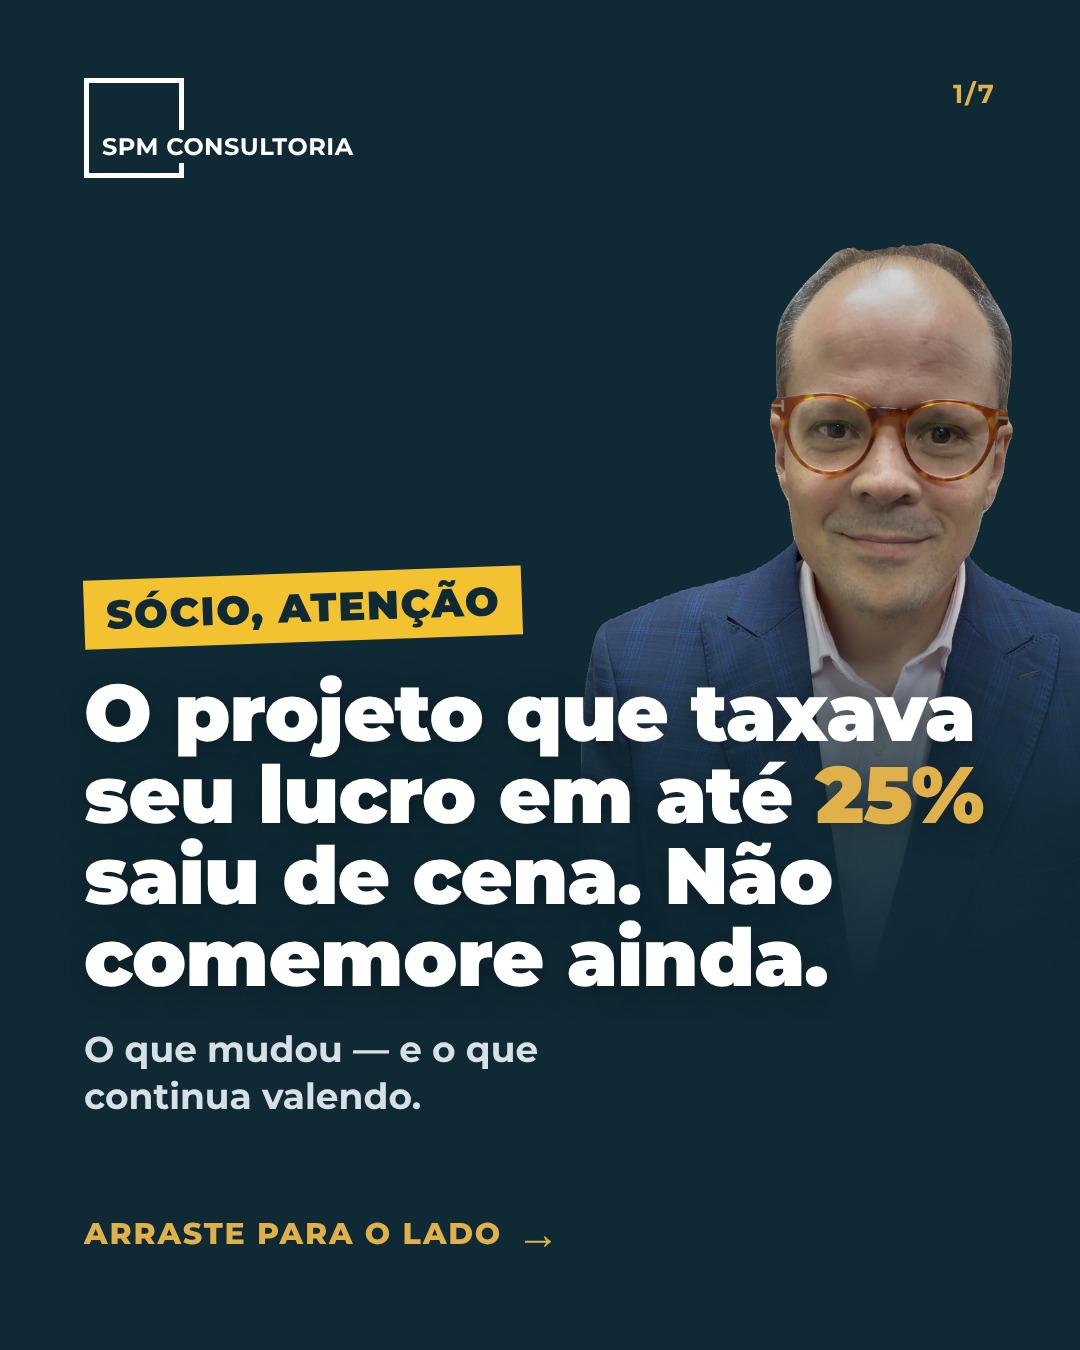 SPM CONSULTORIA
1/7
SÓCIO, ATENÇÃO
O projeto que taxava
seu lucro em até 25%
saiu de cena. Não
comemore ainda.
O que mudou — e o que
continua valendo.
ARRASTE PARA O LADO →